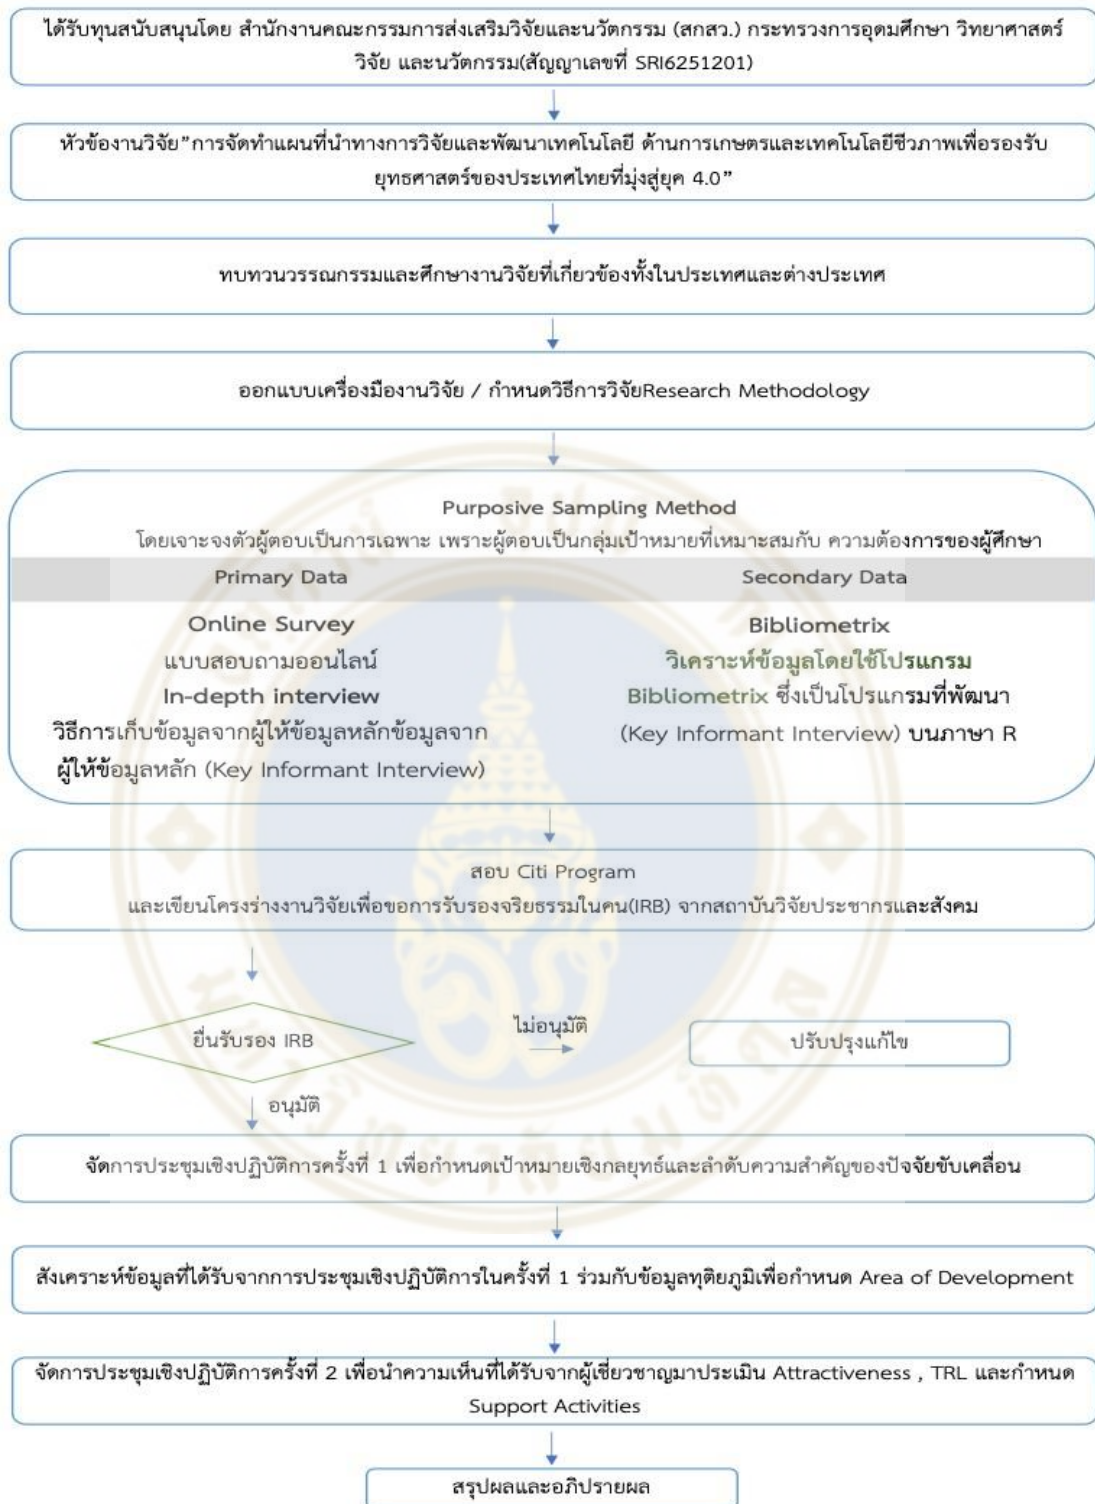 ได้รับทุนสนับสนุนโดย สำนักงานคณะกรรมการส่งเสริมวิจัยและนวัตกรรม (สกสว.) กระทรวงการอุดมศึกษา วิทยาศาสตร์
วิจัย และนวัตกรรม(สัญญาเลขที่ SRI6251201)
หัวข้องานวิจัย"การจัดทำแผนที่นำทางการวิจัยและพัฒนาเทคโนโลยี ด้านการเกษตรและเทคโนโลยีชีวภาพเพื่อรองรับ
ยุทธศาสตร์ของประเทศไทยที่มุ่งสู่ยุค 4.0"
ทบทวนวรรณกรรมและศึกษางานวิจัยที่เกี่ยวข้องทั้งในประเทศและต่างประเทศ
ออกแบบเครื่องมืองานวิจัย / กำหนดวิธีการวิจัยResearch Methodology
Purposive Sampling Method
โดยเจาะจงตัวผู้ตอบเป็นการเฉพาะ เพราะผู้ตอบเป็นกลุ่มเป้าหมายที่เหมาะสมกับ ความต้องการของผู้ศึกษา
Primary Data
Secondary Data
Online Survey
แบบสอบถามออนไลน์
In-depth interview
วิธีการเก็บข้อมูลจากผู้ให้ข้อมูลหลักข้อมูลจาก
ผู้ให้ข้อมูลหลัก (Key Informant Interview)
Bibliometrix
วิเคราะห์ข้อมูลโดยใช้โปรแกรม
Bibliometrix ซึ่งเป็นโปรแกรมที่พัฒนา
(Key Informant Interview) บนภาษา R
สอบ Citi Program
และเขียนโครงร่างงานวิจัยเพื่อขอการรับรองจริยธรรมในคน(IRB) จากสถาบันวิจัยประชากรและสังคม
ยื่นรับรอง IRB
ไม่อนุมัติ
ปรับปรุงแก้ไข
อนุมัติ
จัดการประชุมเชิงปฏิบัติการครั้งที่ 1 เพื่อกำหนดเป้าหมายเชิงกลยุทธ์และลำดับความสำคัญของปัจจัยขับเคลื่อน
สังเคราะห์ข้อมูลที่ได้รับจากการประชุมเชิงปฏิบัติการในครั้งที่ 1 ร่วมกับข้อมูลทุติยภูมิเพื่อกำหนด Area of Development
จัดการประชุมเชิงปฏิบัติการครั้งที่ 2 เพื่อนำความเห็นที่ได้รับจากผู้เชี่ยวชาญมาประเมิน Attractiveness , TRL และกำหนด
Support Activities
สรุปผลและอภิปรายผล